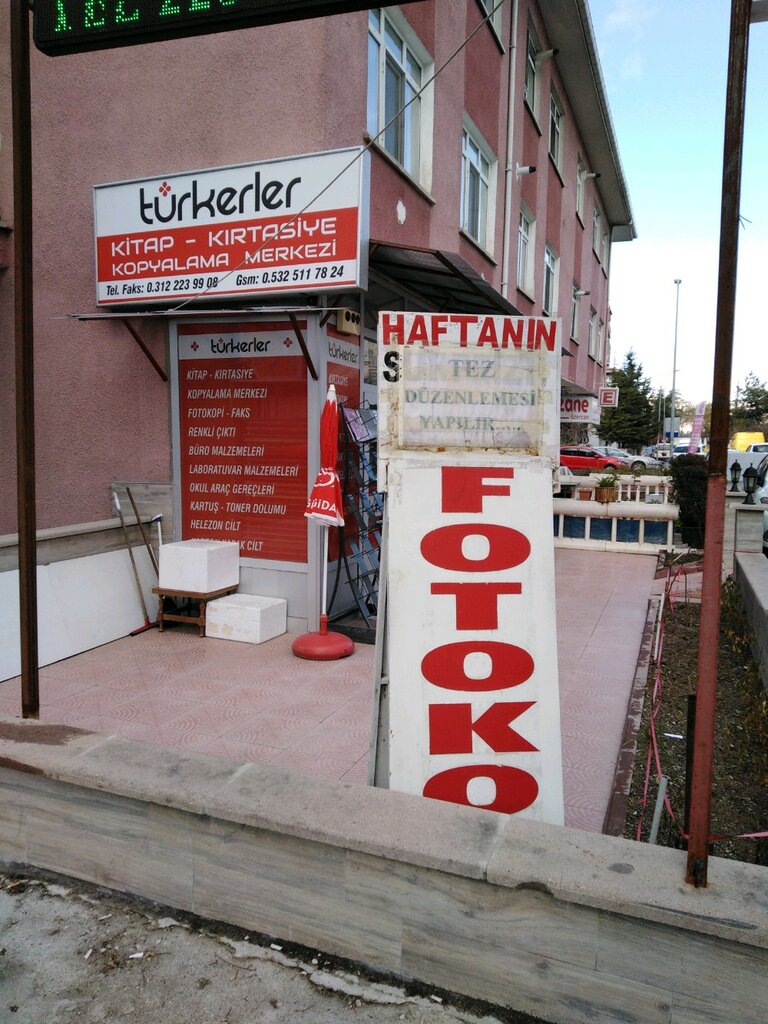 türkerler
KİTAP - KIRTASİYE
KOPYALAMA MERKEZİ
Tel. Faks: 0.312 223 99 08 Gsm: 0.532 511 78 24
türkerler
KİTAP - KIRTASİYE
KOPYALAMA MERKEZİ
FOTOKOPİ - FAKS
RENKLİ ÇIKTI
BÜRO MALZEMELERİ
LABORATUVAR MALZEMELERİ
OKUL ARAÇ GEREÇLERİ
KARTUŞ - TONER DOLUMU
HELEZON CİLT
türkerler
HAFTANIN
S
TEZ
DÜZENLEMESİ
YAPILIR....
FOTOKO
zane
E